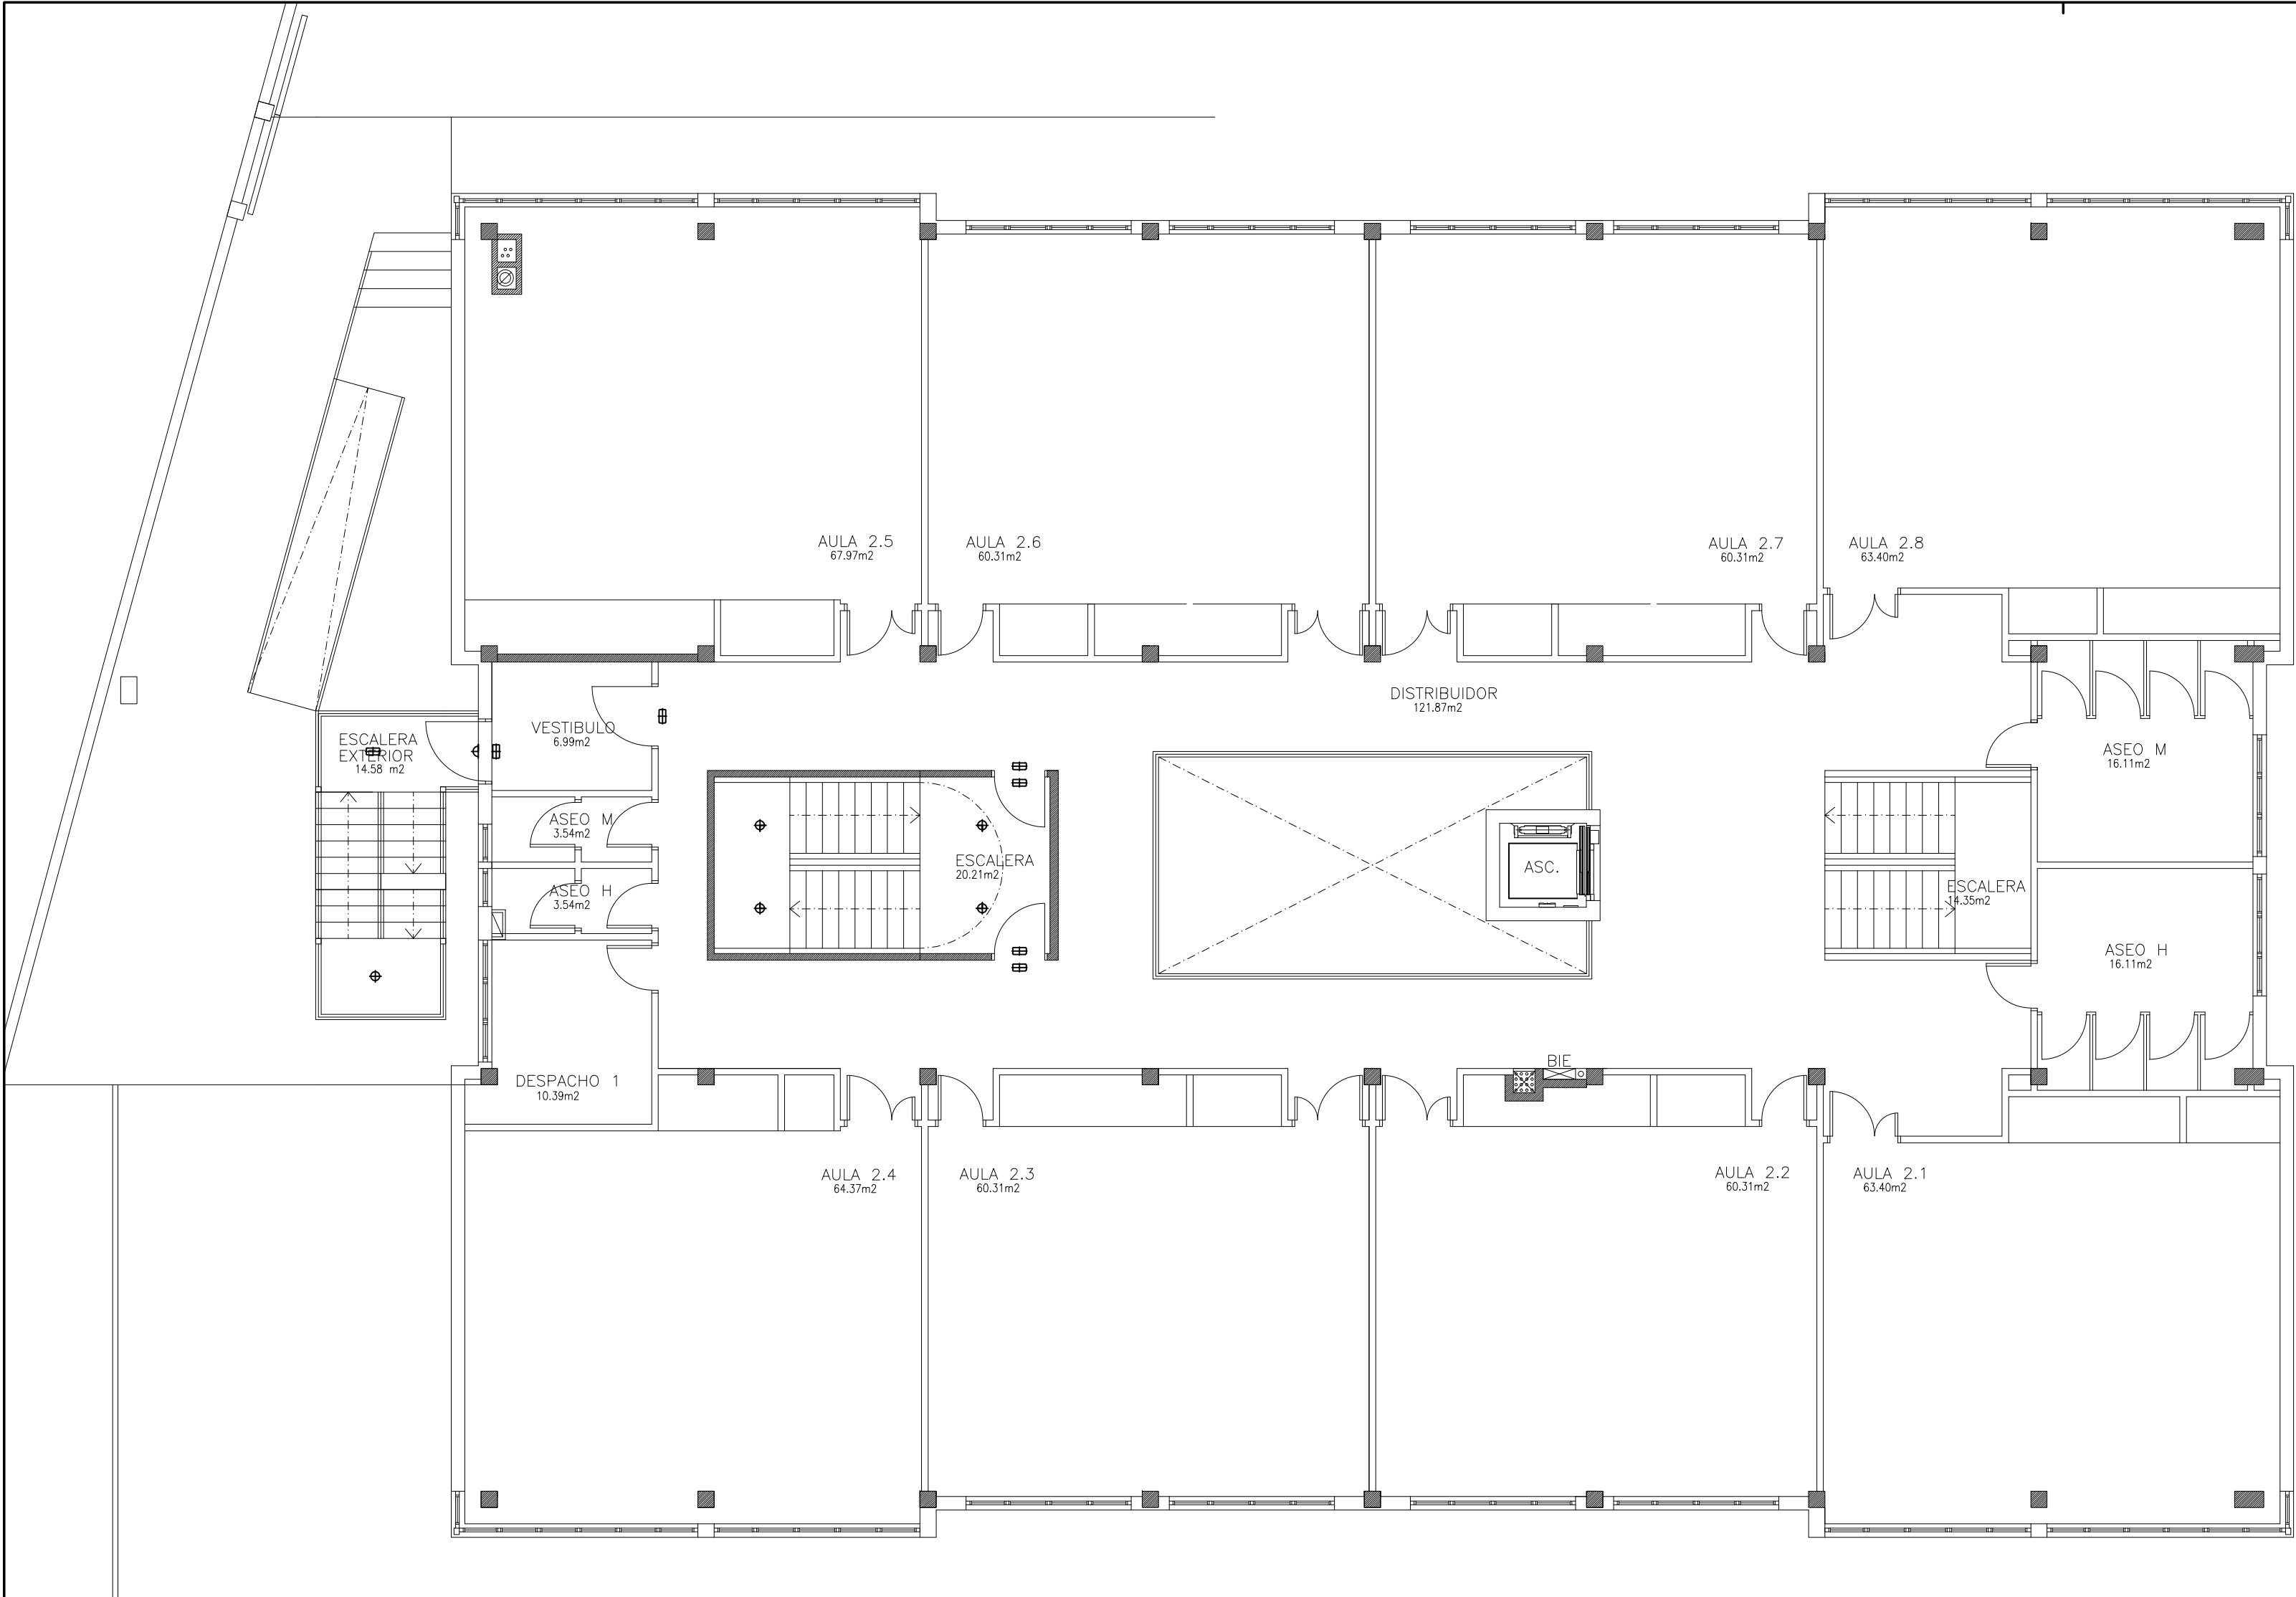 AULA 2.5
67.97m2
AULA 2.6
60.31m2
AULA 2.7
60.31m2
AULA 2.8
63.40m2
DISTRIBUIDOR
121.87m2
VESTIBULO
6.99m2
ESCALERA
EXTERIOR
14.58 m2
ASEO M
16.11m2
ASEO M
3.54m2
ESCALERA
20.21m2
ASC.
ASEO H
3.54m2
ESCALERA
14.35m2
ASEO H
16.11m2
BIE
DESPACHO 1
10.39m2
AULA 2.4
64.37m2
AULA 2.3
60.31m2
AULA 2.2
60.31m2
AULA 2.1
63.40m2